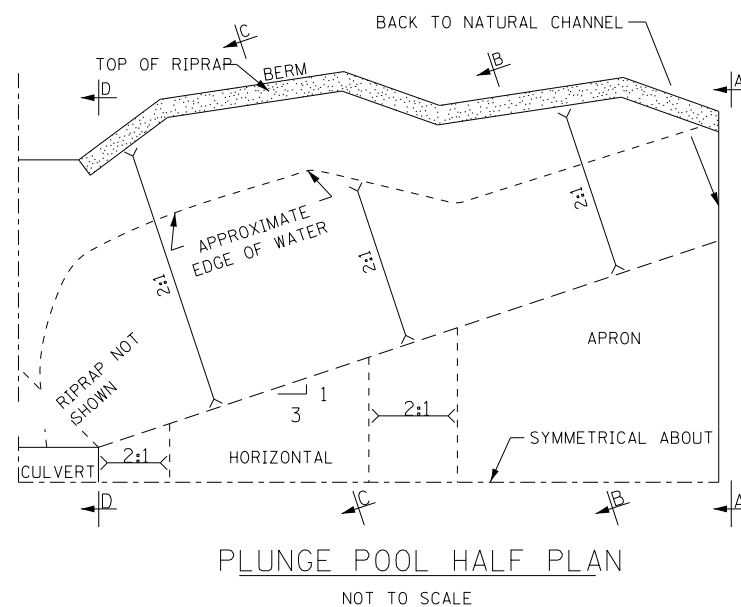 C
BACK TO NATURAL CHANNEL
TOP OF RIPRAP
BERM
B
D
A
2:1
2:1
2:1
APPROXIMATE
EDGE OF WATER
RIPRAP NOT
SHOWN
APRON
1
3
2:1
2:1
HORIZONTAL
SYMMETRICAL ABOUT
CULVERT
D
C
B
A
PLUNGE POOL HALF PLAN
NOT TO SCALE